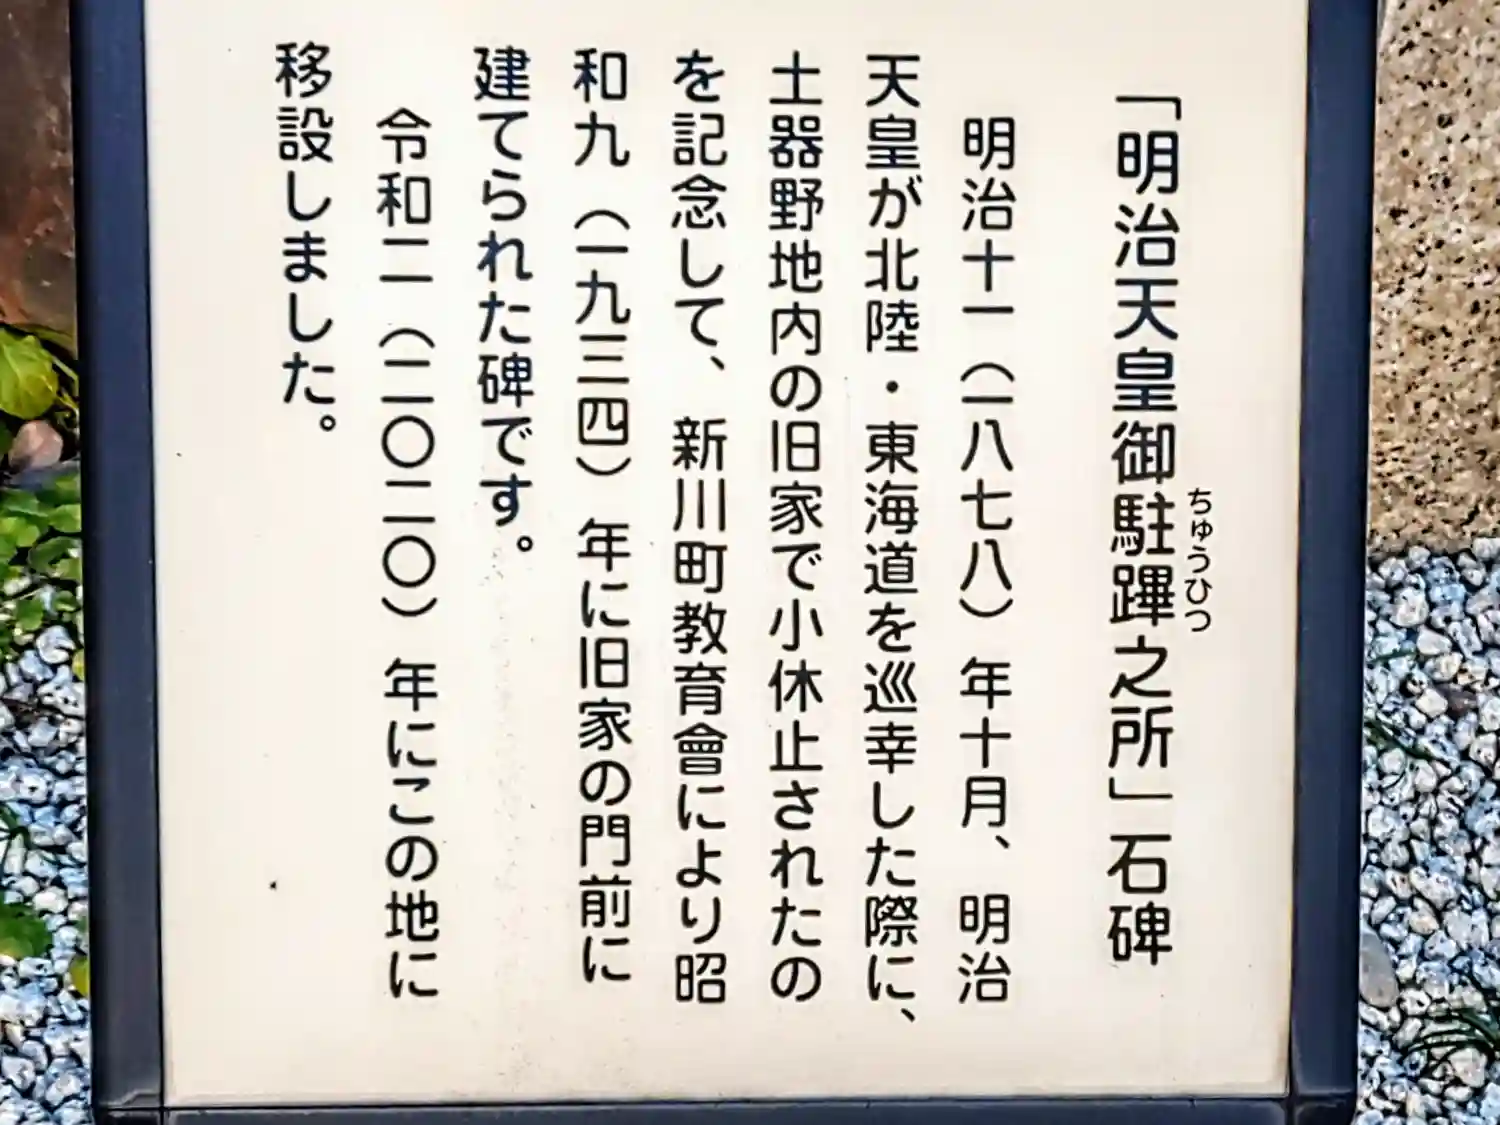 「明治天皇御駐蹕之所」石碑
ちゅうひつ
明治十一（一八七八）年十月、明治
天皇が北陸・東海道を巡幸した際に、
土器野地内の旧家で小休止されたの
を記念して、新川町教育會により昭
和九（一九三四）年に旧家の門前に
建てられた碑です。
令和二（二〇二〇）年にこの地に
移設しました。